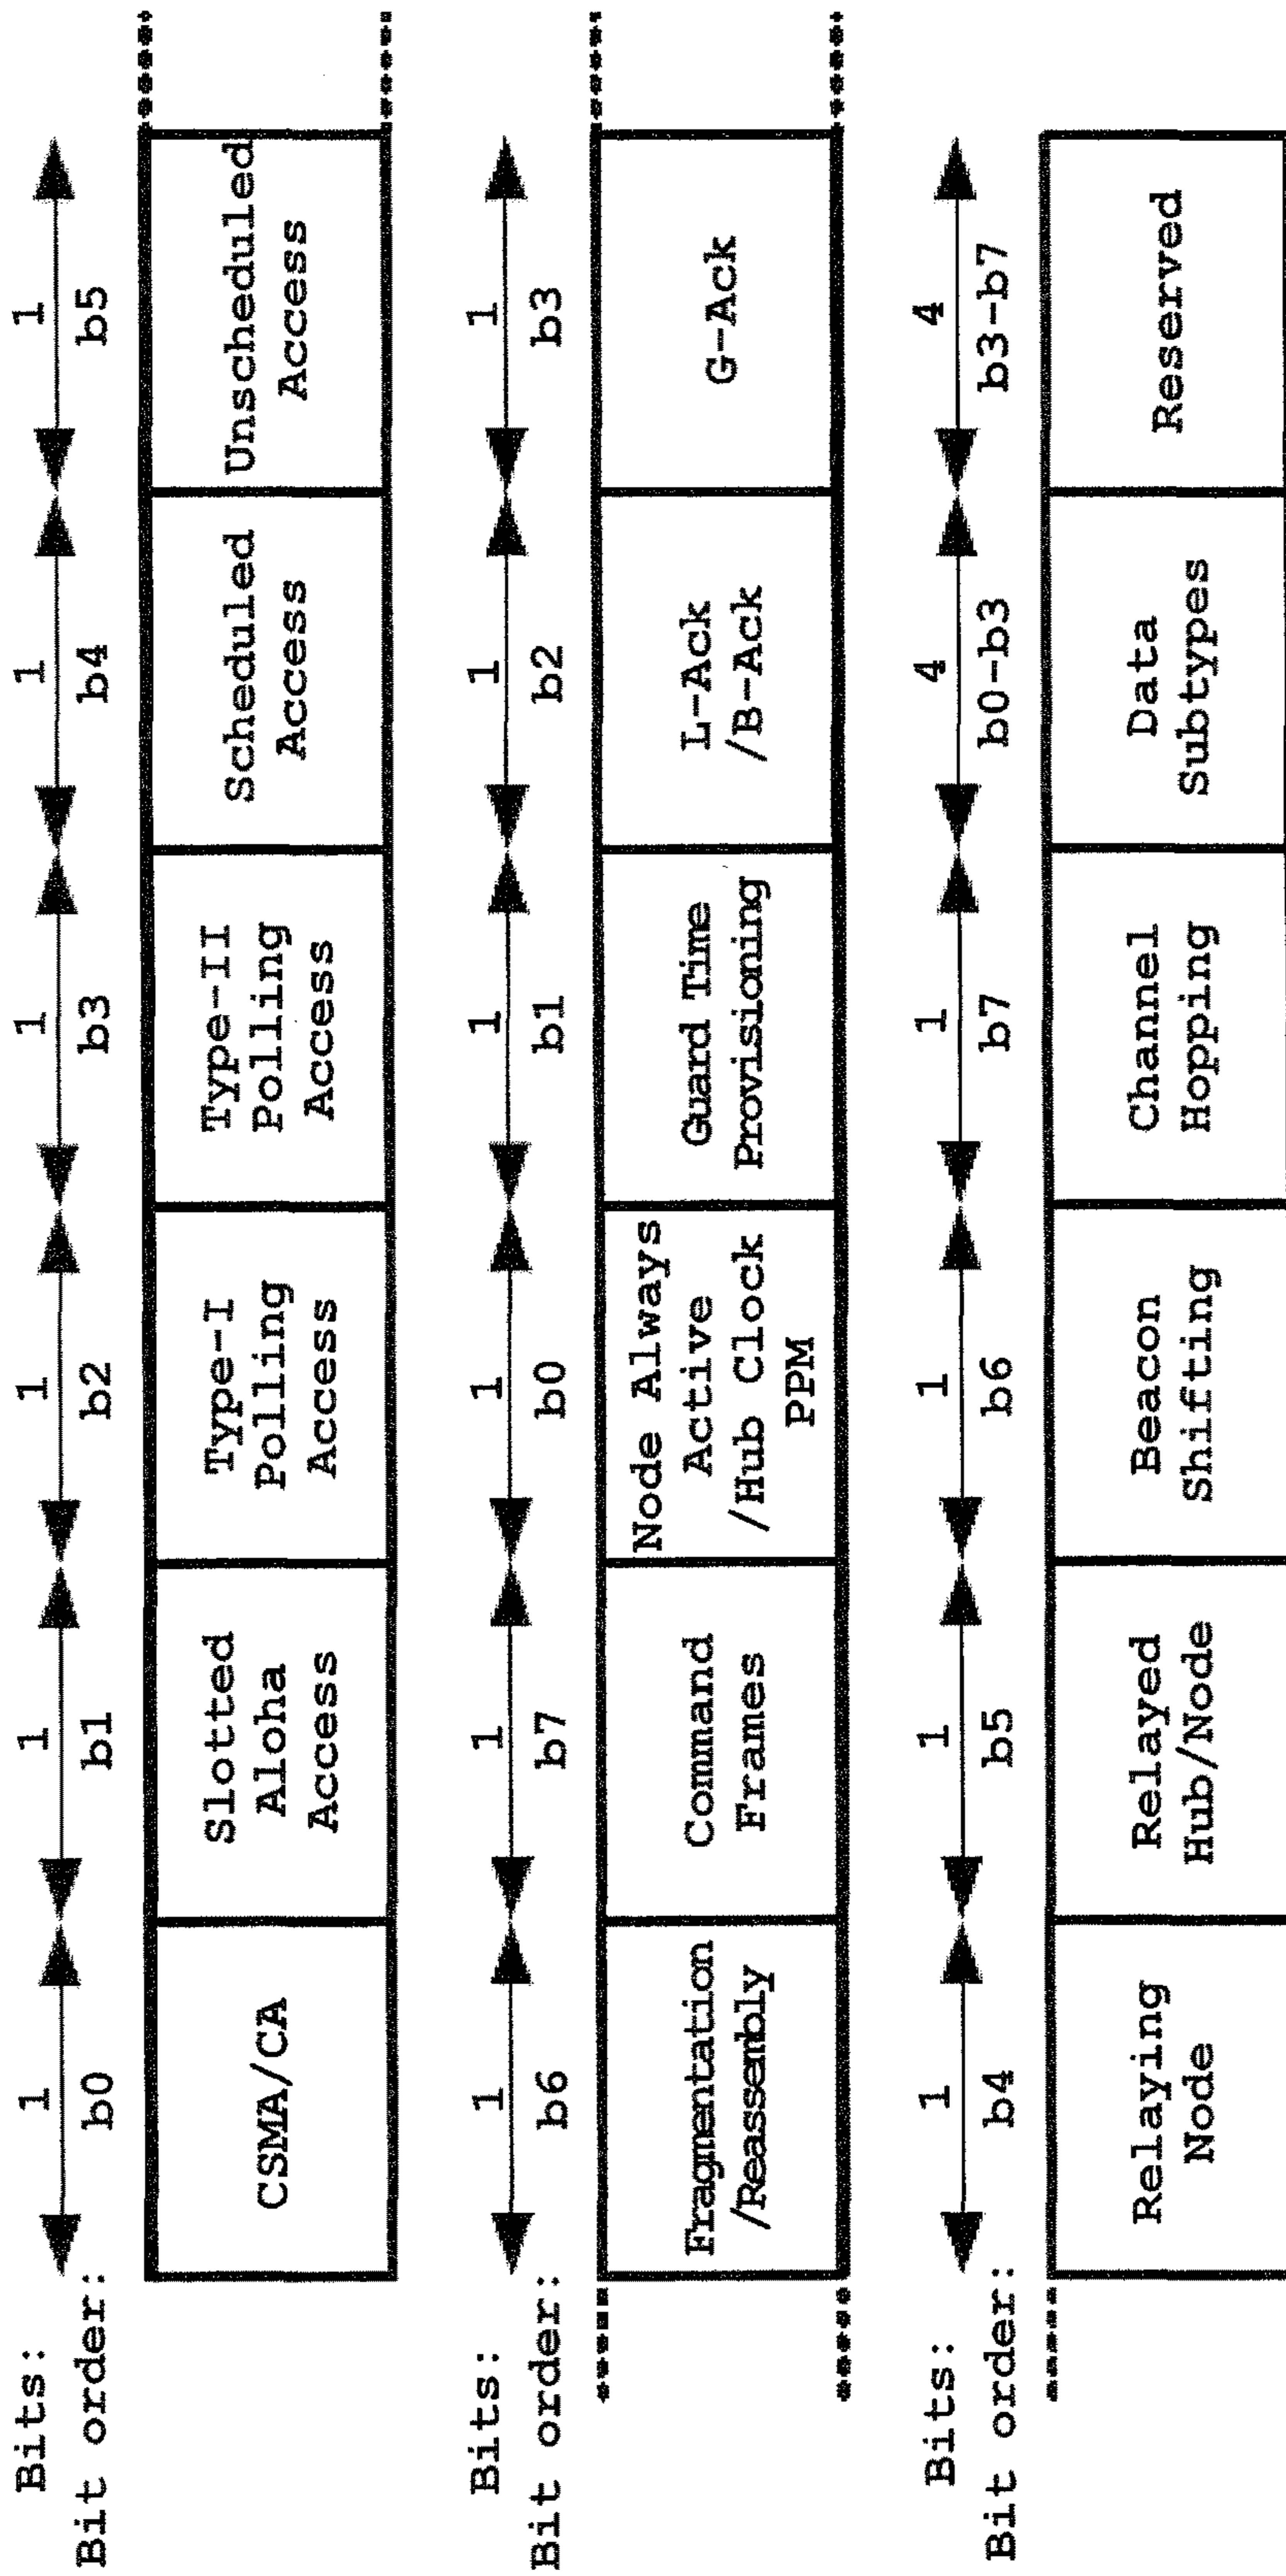 Bits: 1 1 1 1 1 1
Bit order: b0 b1 b2 b3 b4 b5
CSMA/CA
Slotted
Aloha
Access
Type-I
Polling
Access
Type-II
Polling
Access
Scheduled
Access
Unscheduled
Access
Bits: 1 1 1 1 1 1
Bit order: b6 b7 b0 b1 b2 b3
Fragmentation
/Reassembly
Command
Frames
Node Always
Active
/Hub Clock
PPM
Guard Time
Provisioning
L-Ack
/B-Ack
G-Ack
Bits: 1 1 1 1 4 4
Bit order: b4 b5 b6 b7 b0-b3 b3-b7
Relaying
Node
Relayed
Hub/Node
Beacon
Shifting
Channel
Hopping
Data
Subtypes
Reserved